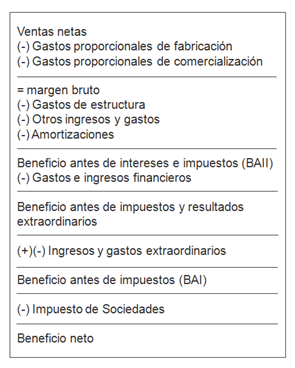 Ventas netas
(-) Gastos proporcionales de fabricación
(-) Gastos proporcionales de comercialización
= margen bruto
(-) Gastos de estructura
(-) Otros ingresos y gastos
(-) Amortizaciones
Beneficio antes de intereses e impuestos (BAII)
(-) Gastos e ingresos financieros
Beneficio antes de impuestos y resultados
extraordinarios
(+)(-) Ingresos y gastos extraordinarios
Beneficio antes de impuestos (BAI)
(-) Impuesto de Sociedades
Beneficio neto